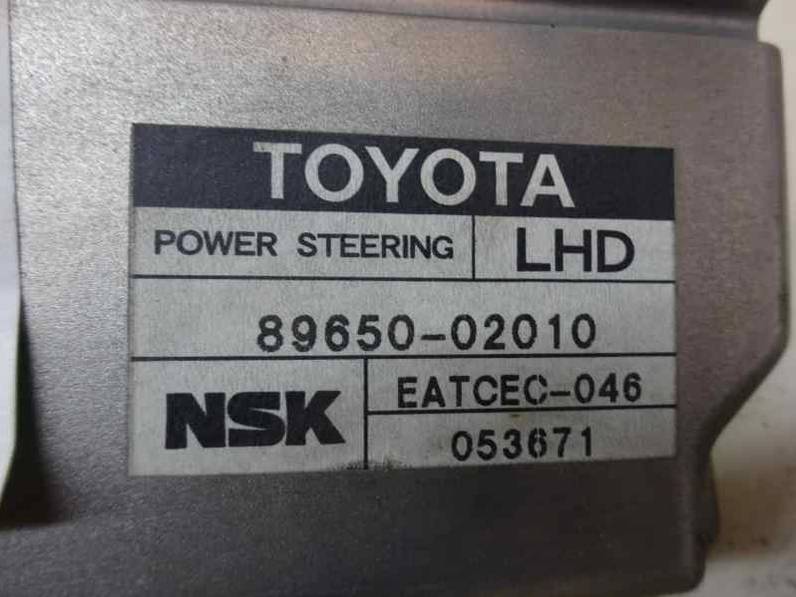 TOYOTA
POWER STEERING LHD
89650-02010
NSK EATCEC-046
053671